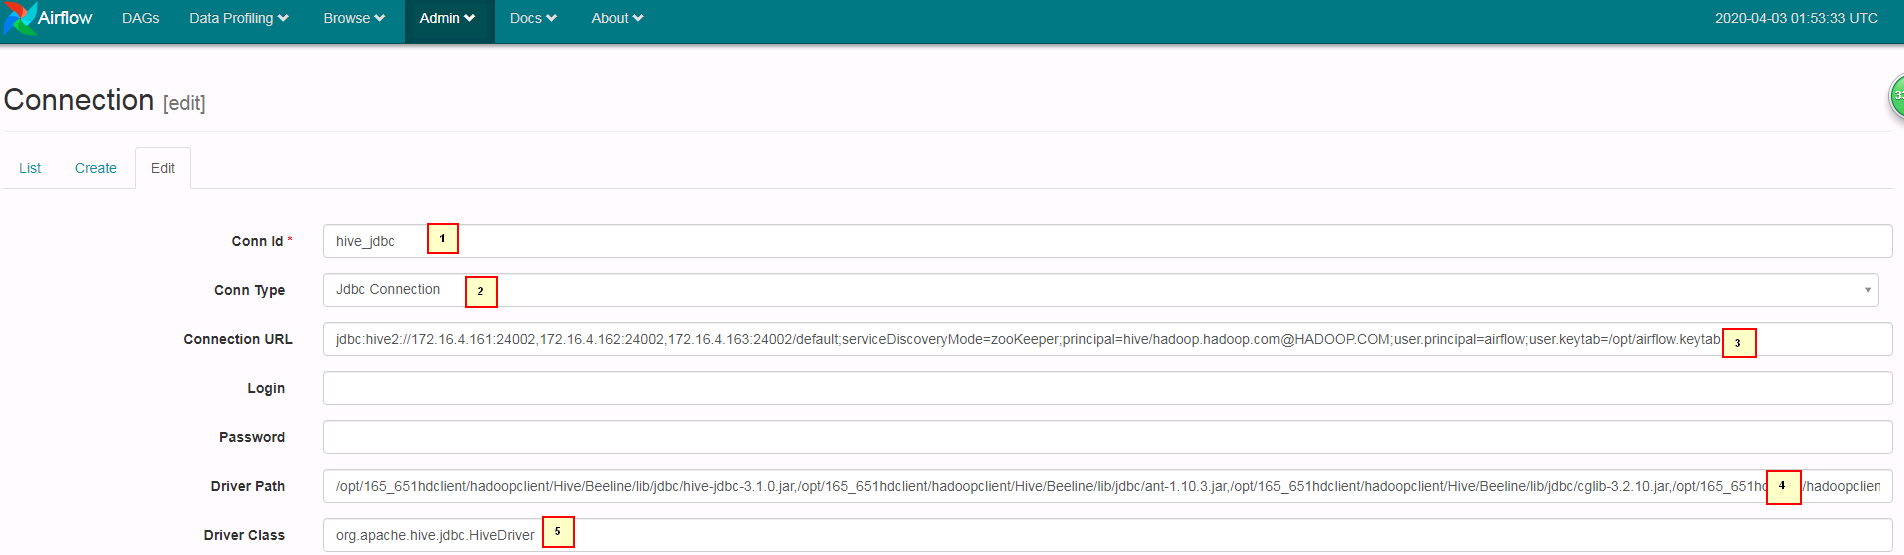 Airflow DAGs Data Profiling Browse Admin Docs About 2020-04-03 01:53:33 UTC
Connection [edit]
33
List Create Edit
Conn Id * hive_jdbc 1
Conn Type Jdbc Connection 2
Connection URL jdbc:hive2://172.16.4.161:24002,172.16.4.162:24002,172.16.4.163:24002/default;serviceDiscoveryMode=zooKeeper;principal=hive/hadoop.hadoop.com@HADOOP.COM;user.principal=airflow;user.keytab=/opt/airflow.keytab 3
Login
Password
Driver Path /opt/165_651hdclient/hadoopclient/Hive/Beeline/lib/jdbc/hive-jdbc-3.1.0.jar,/opt/165_651hdclient/hadoopclient/Hive/Beeline/lib/jdbc/ant-1.10.3.jar,/opt/165_651hdclient/hadoopclient/Hive/Beeline/lib/jdbc/cglib-3.2.10.jar,/opt/165_651hdc 4 /hadoopclien
Driver Class org.apache.hive.jdbc.HiveDriver 5